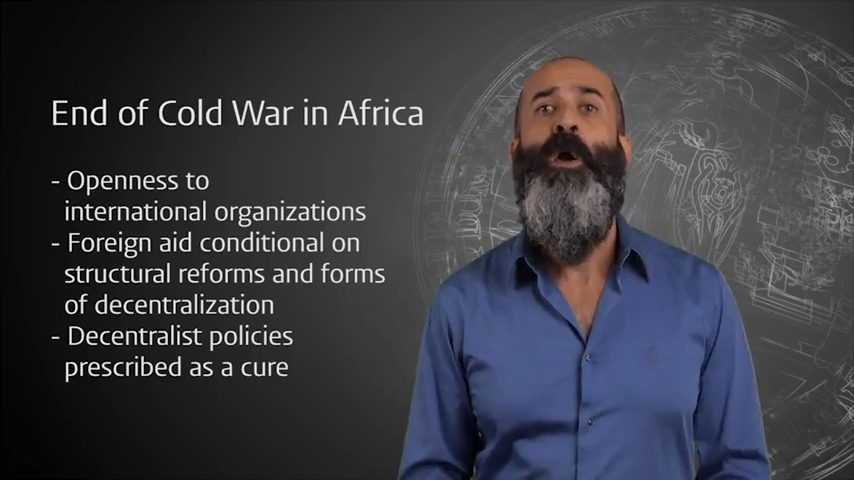 End of Cold War in Africa
- Openness to
international organizations
- Foreign aid conditional on
structural reforms and forms
of decentralization
- Decentralist policies
prescribed as a cure